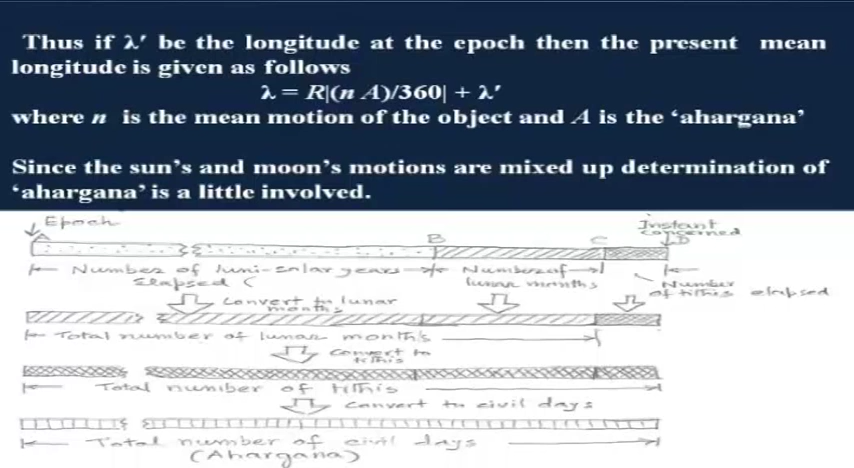 Thus if λ′ be the longitude at the epoch then the present mean
longitude is given as follows
λ = R|(n A)/360| + λ′
where n is the mean motion of the object and A is the ‘ahargana’
Since the sun’s and moon’s motions are mixed up determination of
‘ahargana’ is a little involved.
Epoch
Instant
concerned
A B C D
Number of luni-solar years
elapsed (
Number of
lunar months
Number
of tithis elapsed
convert to lunar
months
Total number of lunar months
convert to
tithis
Total number of tithis
convert to civil days
Total number of civil days
(Ahargana)